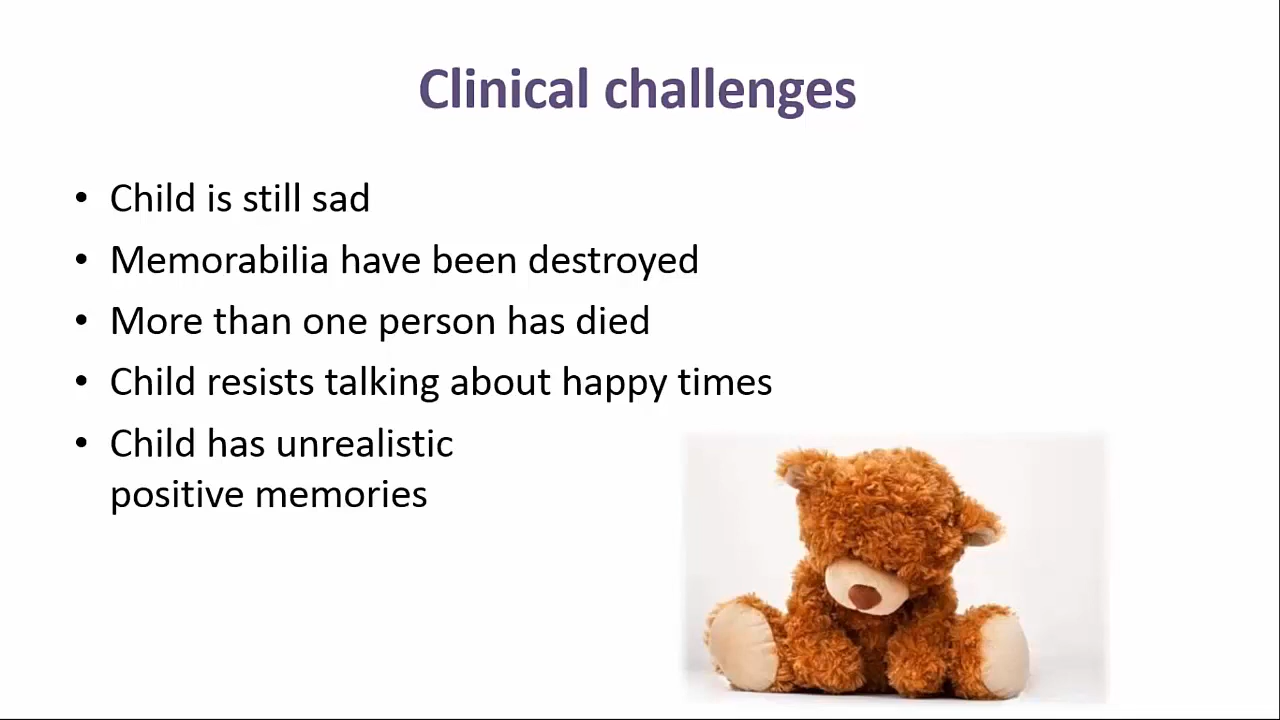 Clinical challenges
• Child is still sad
• Memorabilia have been destroyed
• More than one person has died
• Child resists talking about happy times
• Child has unrealistic
positive memories